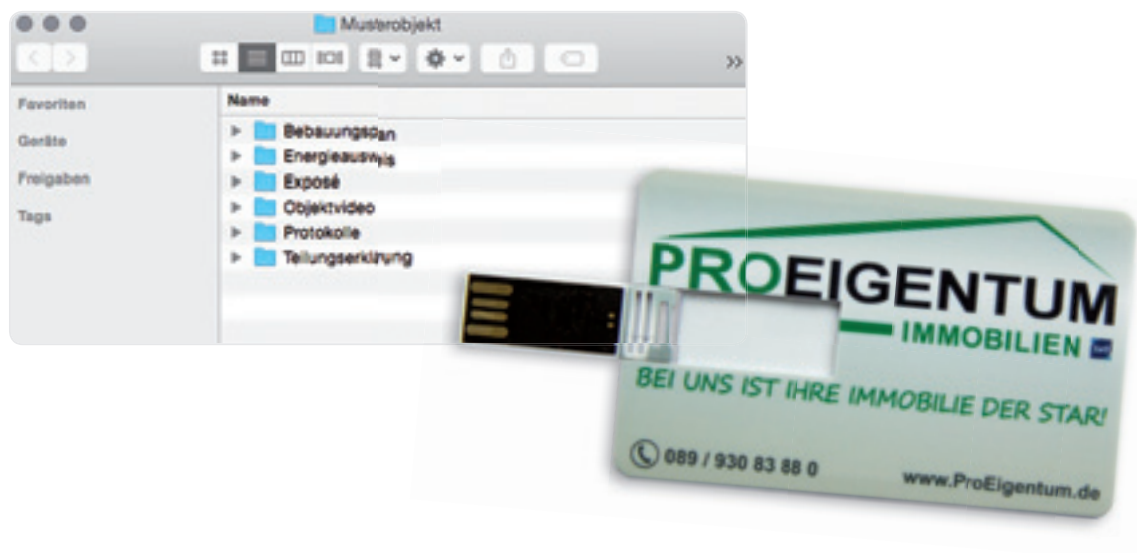 Musterobjekt
Favoriten
Geräte
Freigaben
Tags
Name
Bebauungsplan
Energieausweis
Exposé
Objektvideo
Protokolle
Teilungserklärung
PROEIGENTUM
IMMOBILIEN
BEI UNS IST IHRE IMMOBILIE DER STAR!
089 / 930 83 88 0
www.ProEigentum.de